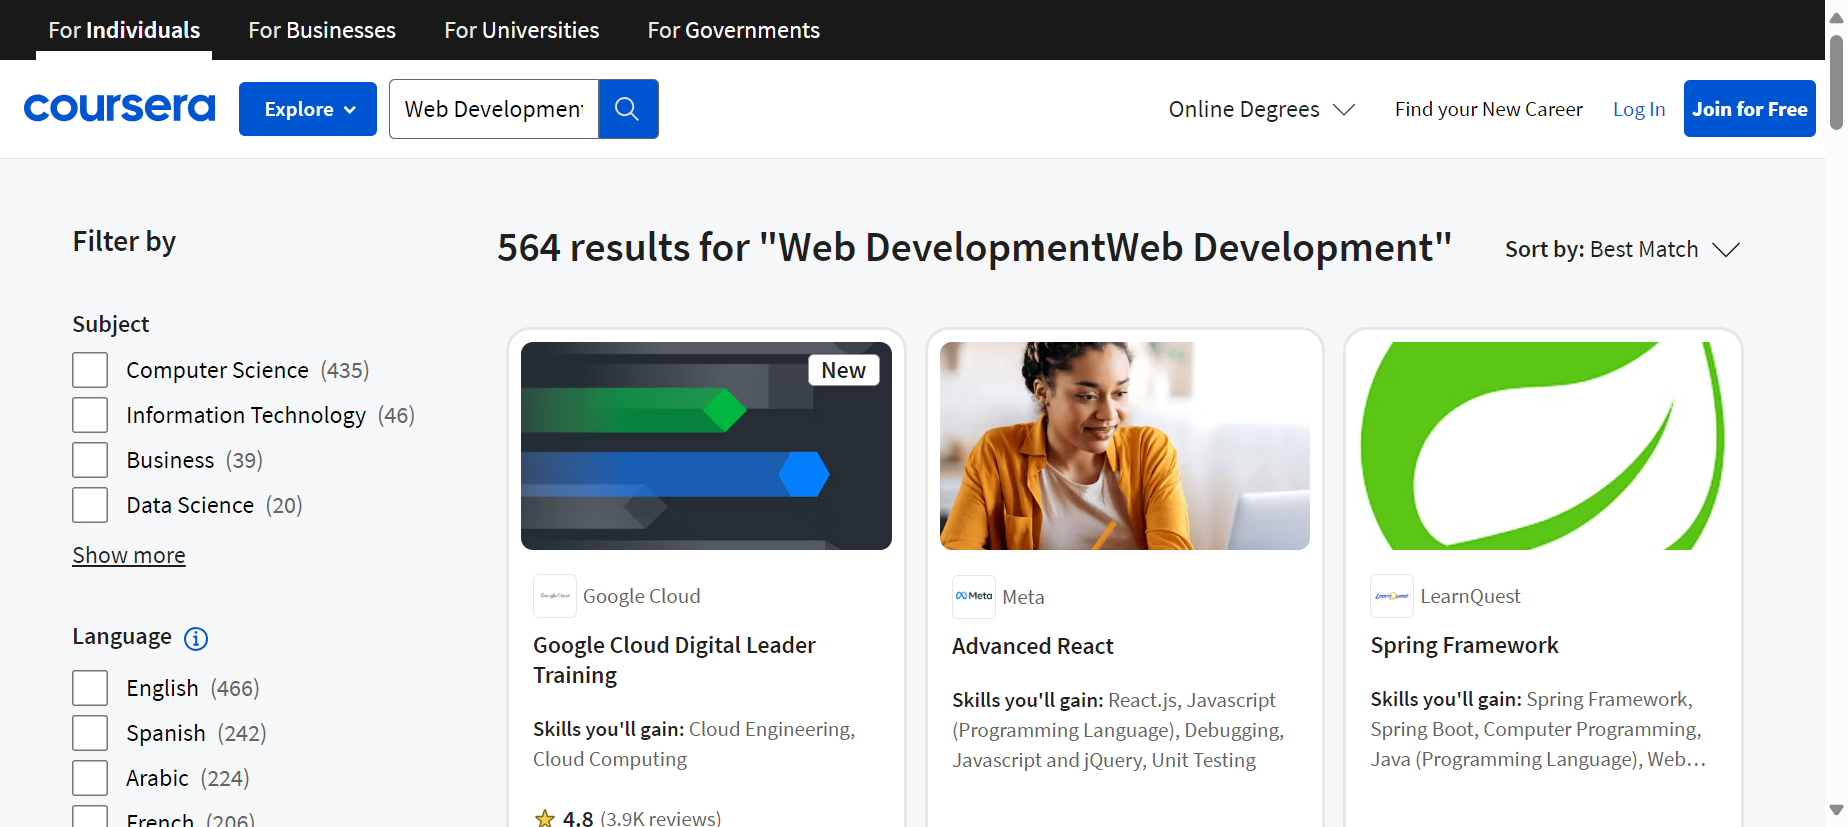 For Individuals
For Businesses
For Universities
For Governments
coursera
Explore
Web Development
Online Degrees
Find your New Career
Log In
Join for Free
Filter by
564 results for "Web DevelopmentWeb Development"
Sort by: Best Match
Subject
Computer Science (435)
Information Technology (46)
Business (39)
Data Science (20)
Show more
Language
English (466)
Spanish (242)
Arabic (224)
French (206)
New
Google Cloud
Google Cloud
Google Cloud Digital Leader
Training
Skills you'll gain: Cloud Engineering,
Cloud Computing
4.8 (3.9K reviews)
Meta
Meta
Advanced React
Skills you'll gain: React.js, Javascript
(Programming Language), Debugging,
Javascript and jQuery, Unit Testing
LearnQuest
LearnQuest
Spring Framework
Skills you'll gain: Spring Framework,
Spring Boot, Computer Programming,
Java (Programming Language), Web…